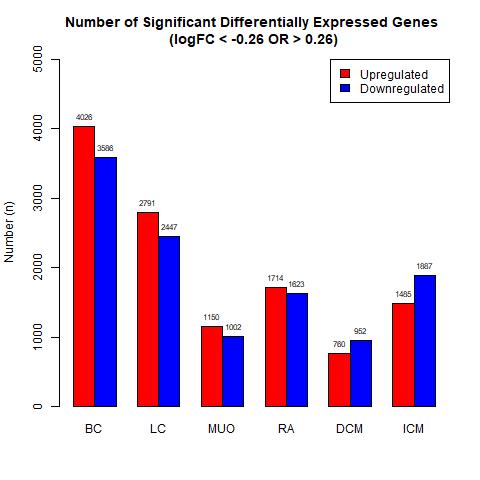 Number of Significant Differentially Expressed Genes
(logFC < -0.26 OR > 0.26)
Upregulated
Downregulated
Number (n)
5000
4000
3000
2000
1000
0
4026
3586
2791
2447
1150
1002
1714
1623
760
952
1485
1887
BC
LC
MUO
RA
DCM
ICM